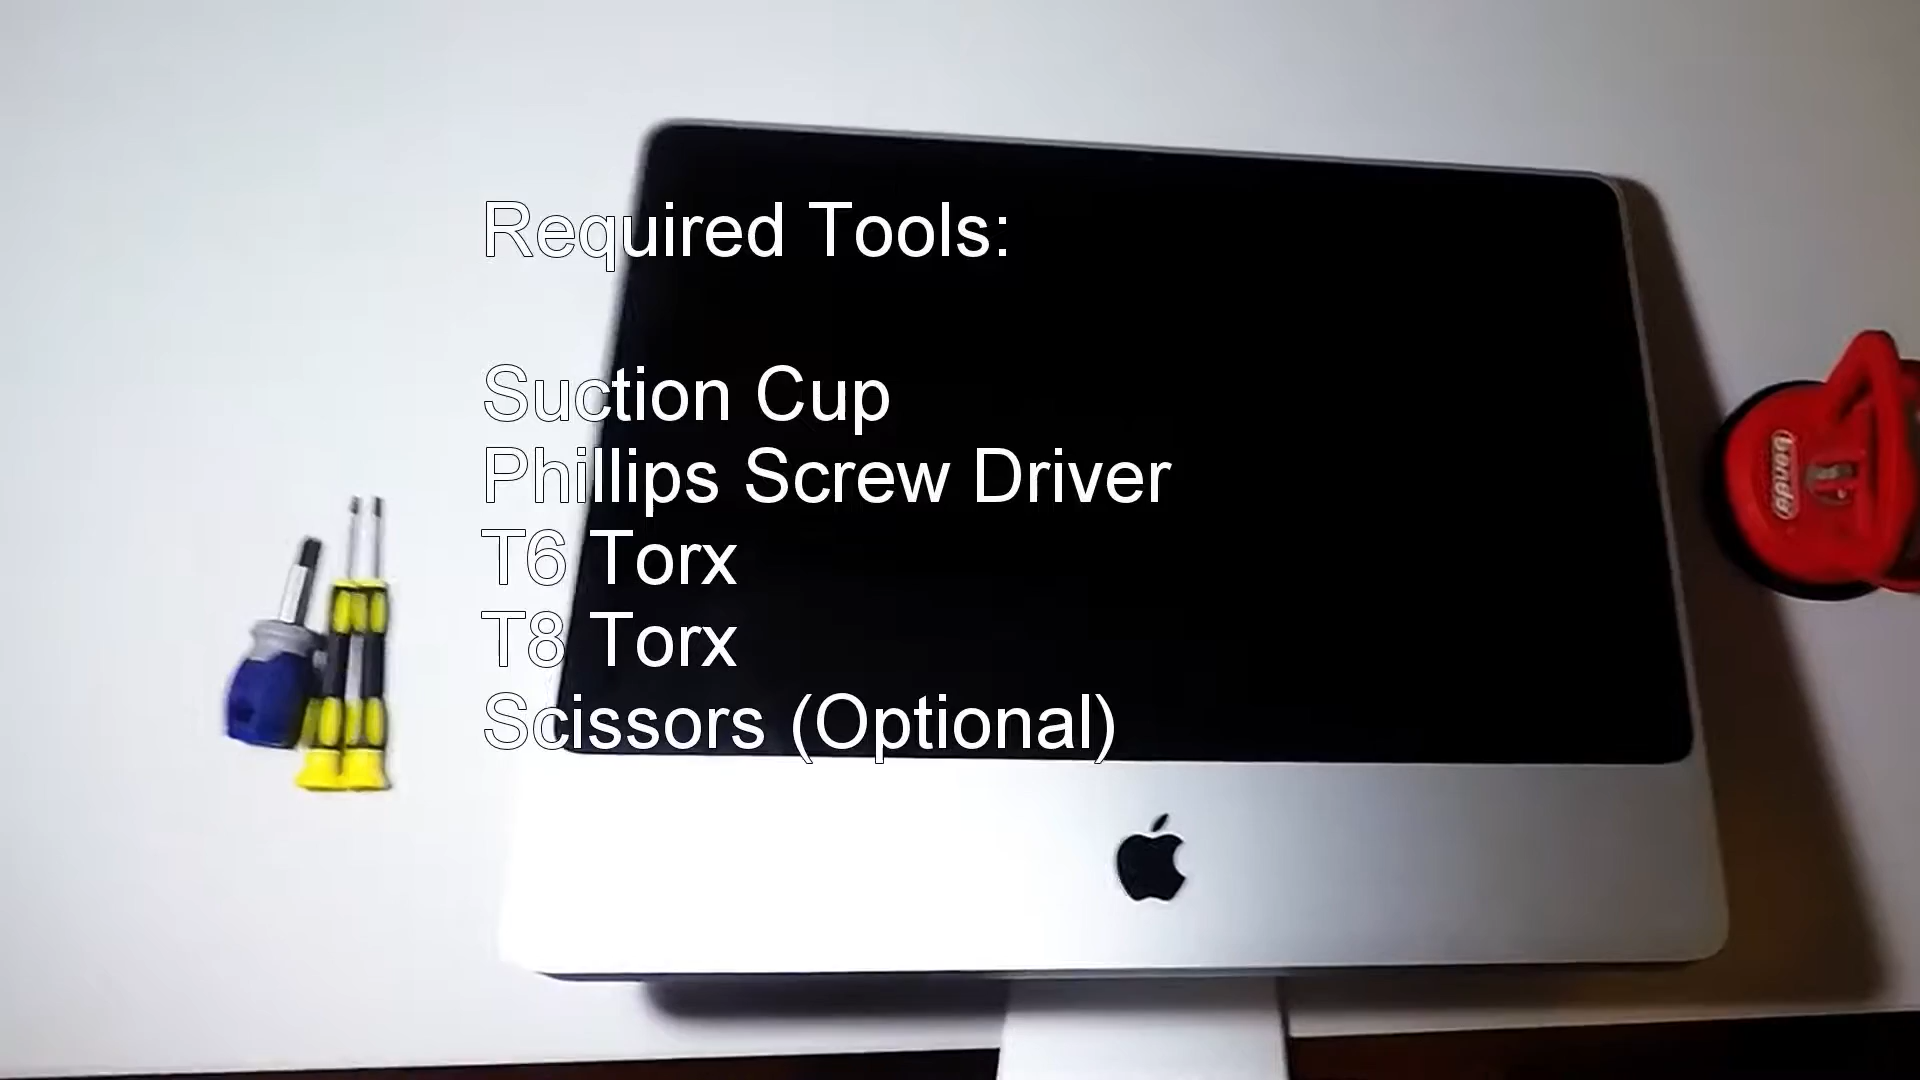 Required Tools:
Suction Cup
Phillips Screw Driver
T6 Torx
T8 Torx
Scissors (Optional)